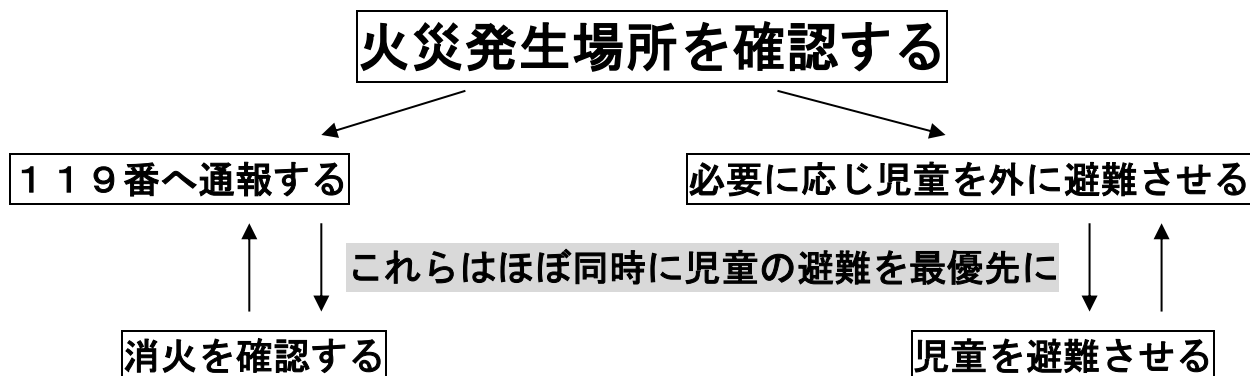 火災発生場所を確認する
１１９番へ通報する
必要に応じ児童を外に避難させる
これらはほぼ同時に児童の避難を最優先に
消火を確認する
児童を避難させる